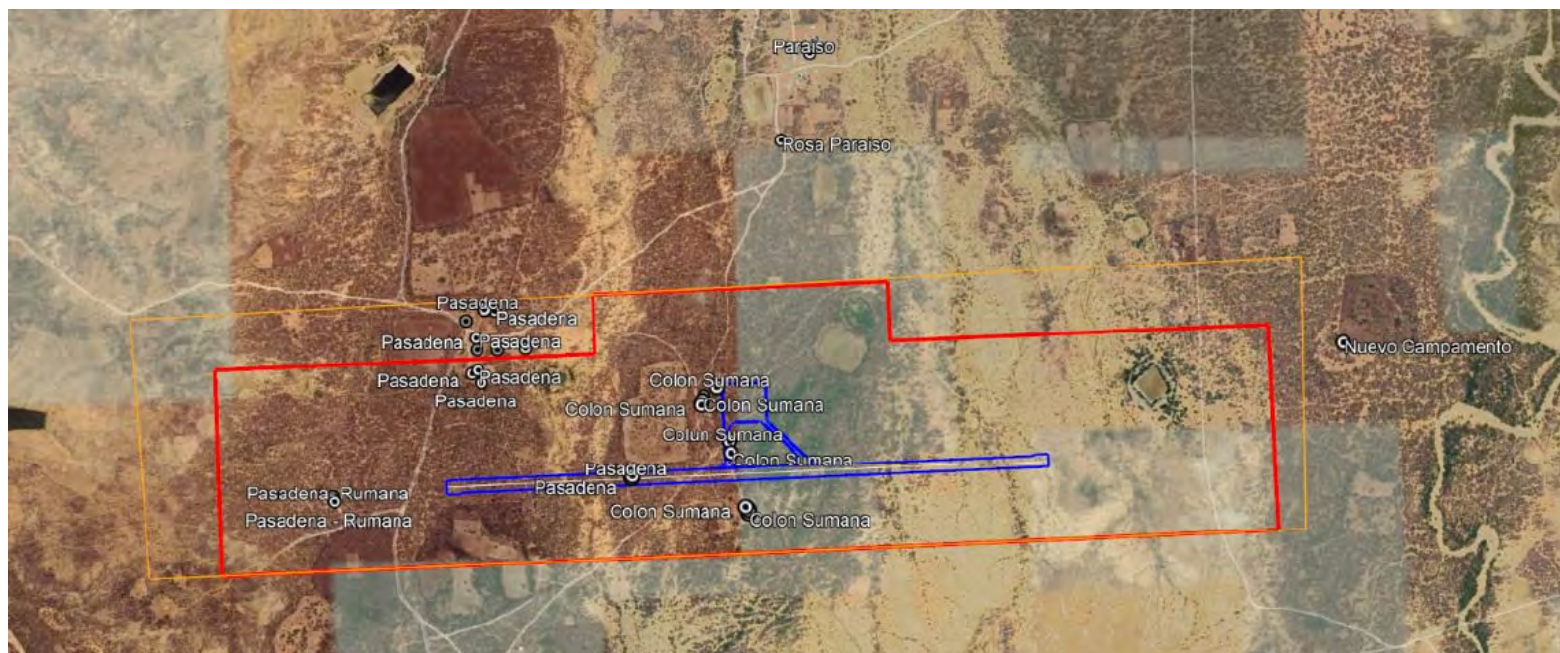 Paraiso
Rosa Paraiso
Pasadena
Pasadena
Pasadena
Pasadena
Nuevo Campamento
Pasadena
Pasadena
Pasadena
Colon Sumana
Colon Sumana
Colon Sumana
Colun Sumana
Colon Sumana
Pasadena
Pasadena
Pasadena - Rumana
Pasadena - Rumana
Colon Sumana
Colon Sumana